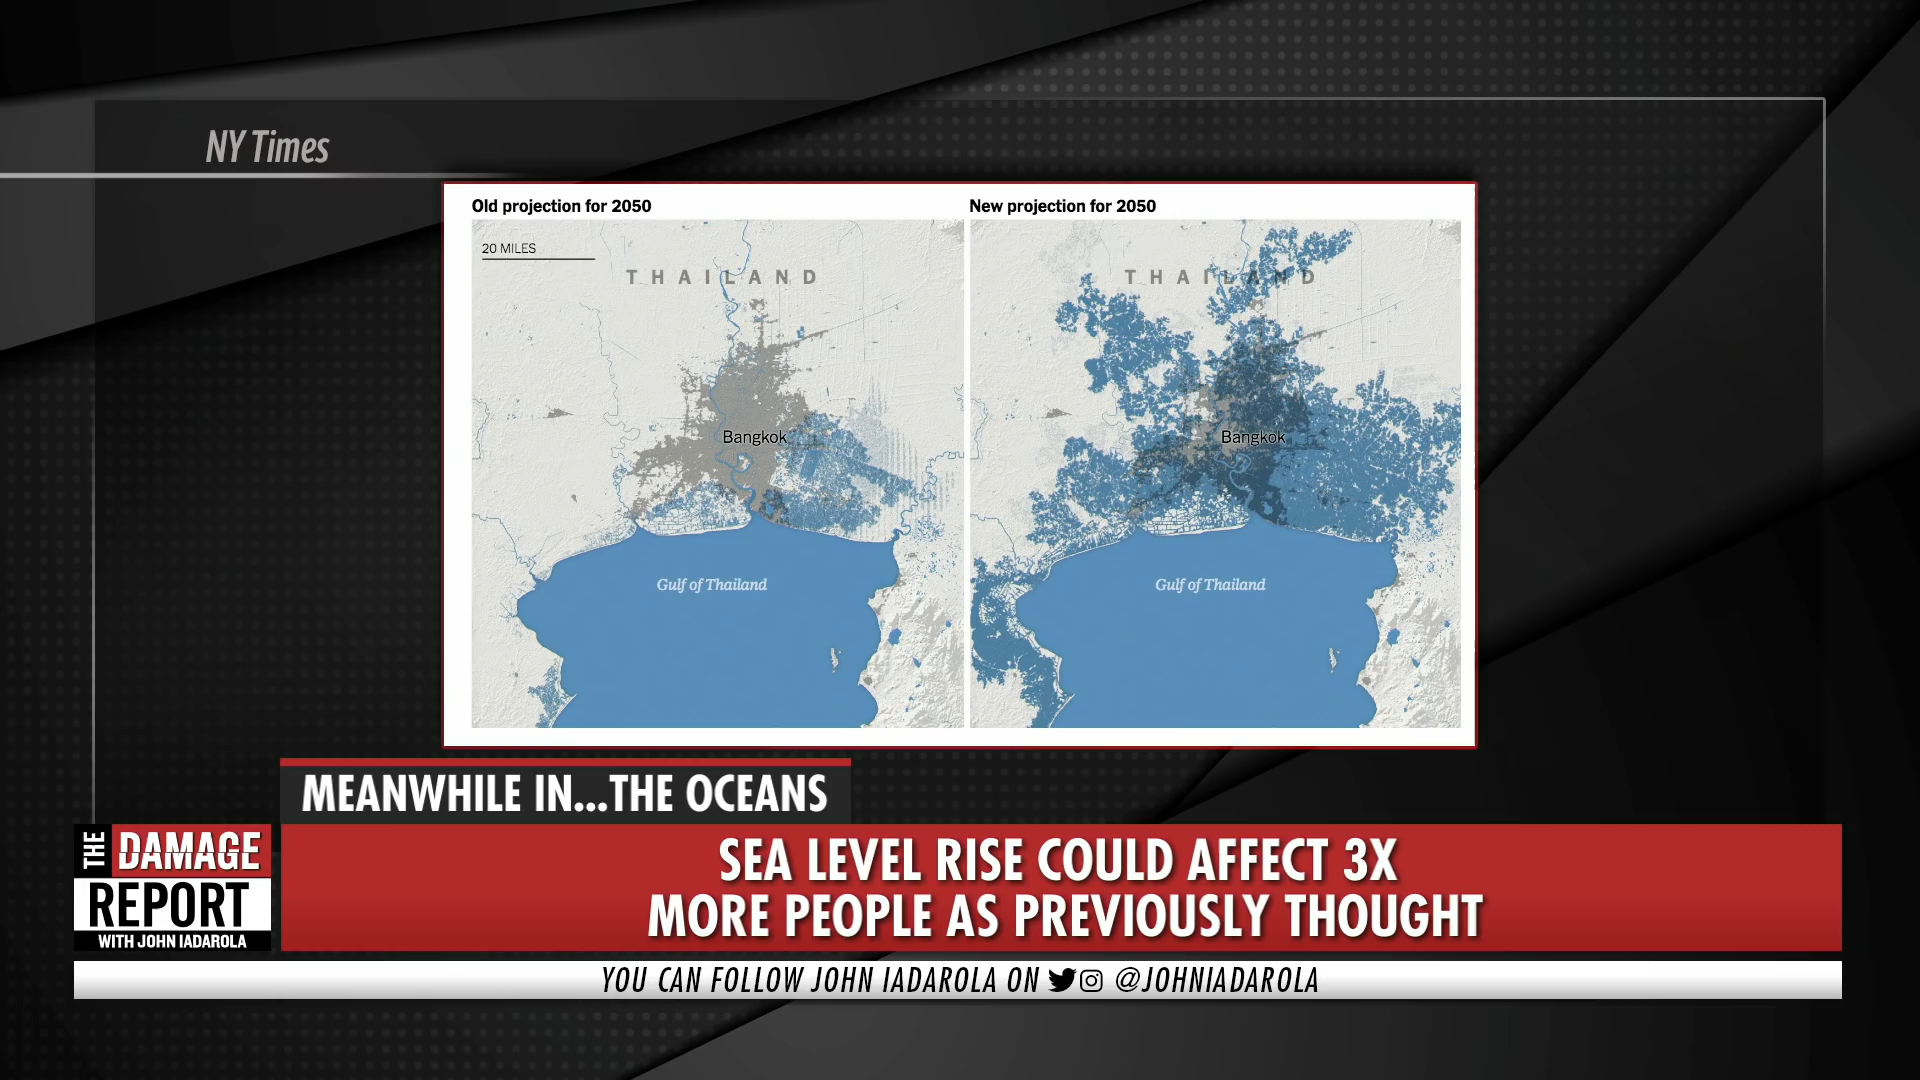 NY Times
Old projection for 2050
New projection for 2050
20 MILES
THAILAND
THAILAND
Bangkok
Bangkok
Gulf of Thailand
Gulf of Thailand
MEANWHILE IN...THE OCEANS
THE DAMAGE
REPORT
WITH JOHN IADAROLA
SEA LEVEL RISE COULD AFFECT 3X
MORE PEOPLE AS PREVIOUSLY THOUGHT
YOU CAN FOLLOW JOHN IADAROLA ON @JOHNIADAROLA